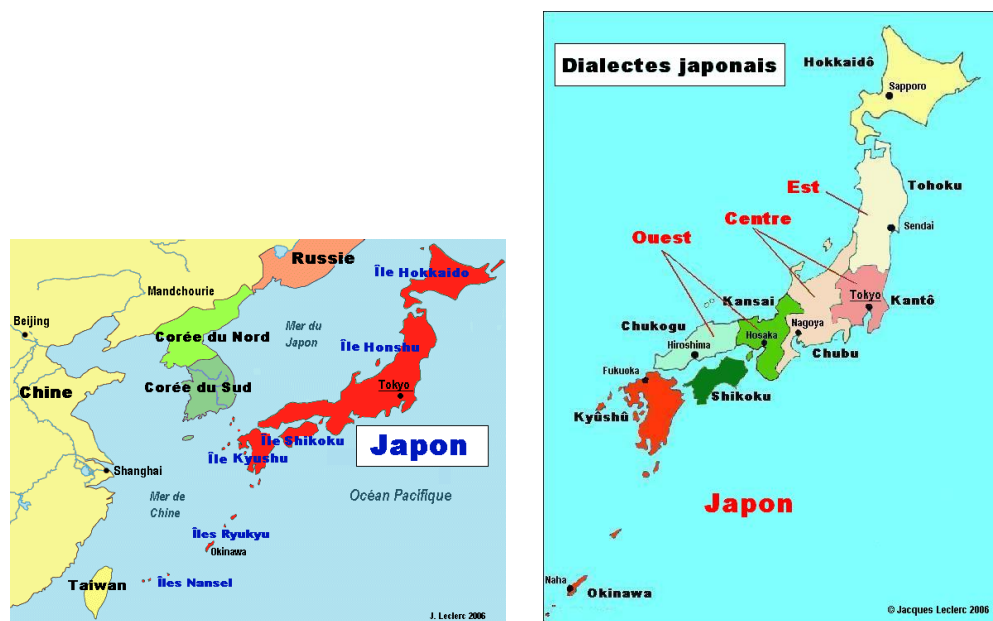 Russie
Île Hokkaido
Mandchourie
Beijing
Mer du
Japon
Corée du Nord
Île Honshu
Chine
Corée du Sud
Tokyo
Île Shikoku
Japon
Île Kyushu
Shanghai
Mer de
Chine
Océan Pacifique
Îles Ryukyu
Okinawa
Taiwan
Îles Nansel
J. Leclerc 2006
Dialectes japonais
Hokkaidô
Sapporo
Est
Tohoku
Centre
Sendai
Ouest
Kansai
Tokyo
Kantô
Chukogu
Nagoya
Hosaka
Hiroshima
Chubu
Fukuoka
Shikoku
Kyûshû
Japon
Naha
Okinawa
© Jacques Leclerc 2006